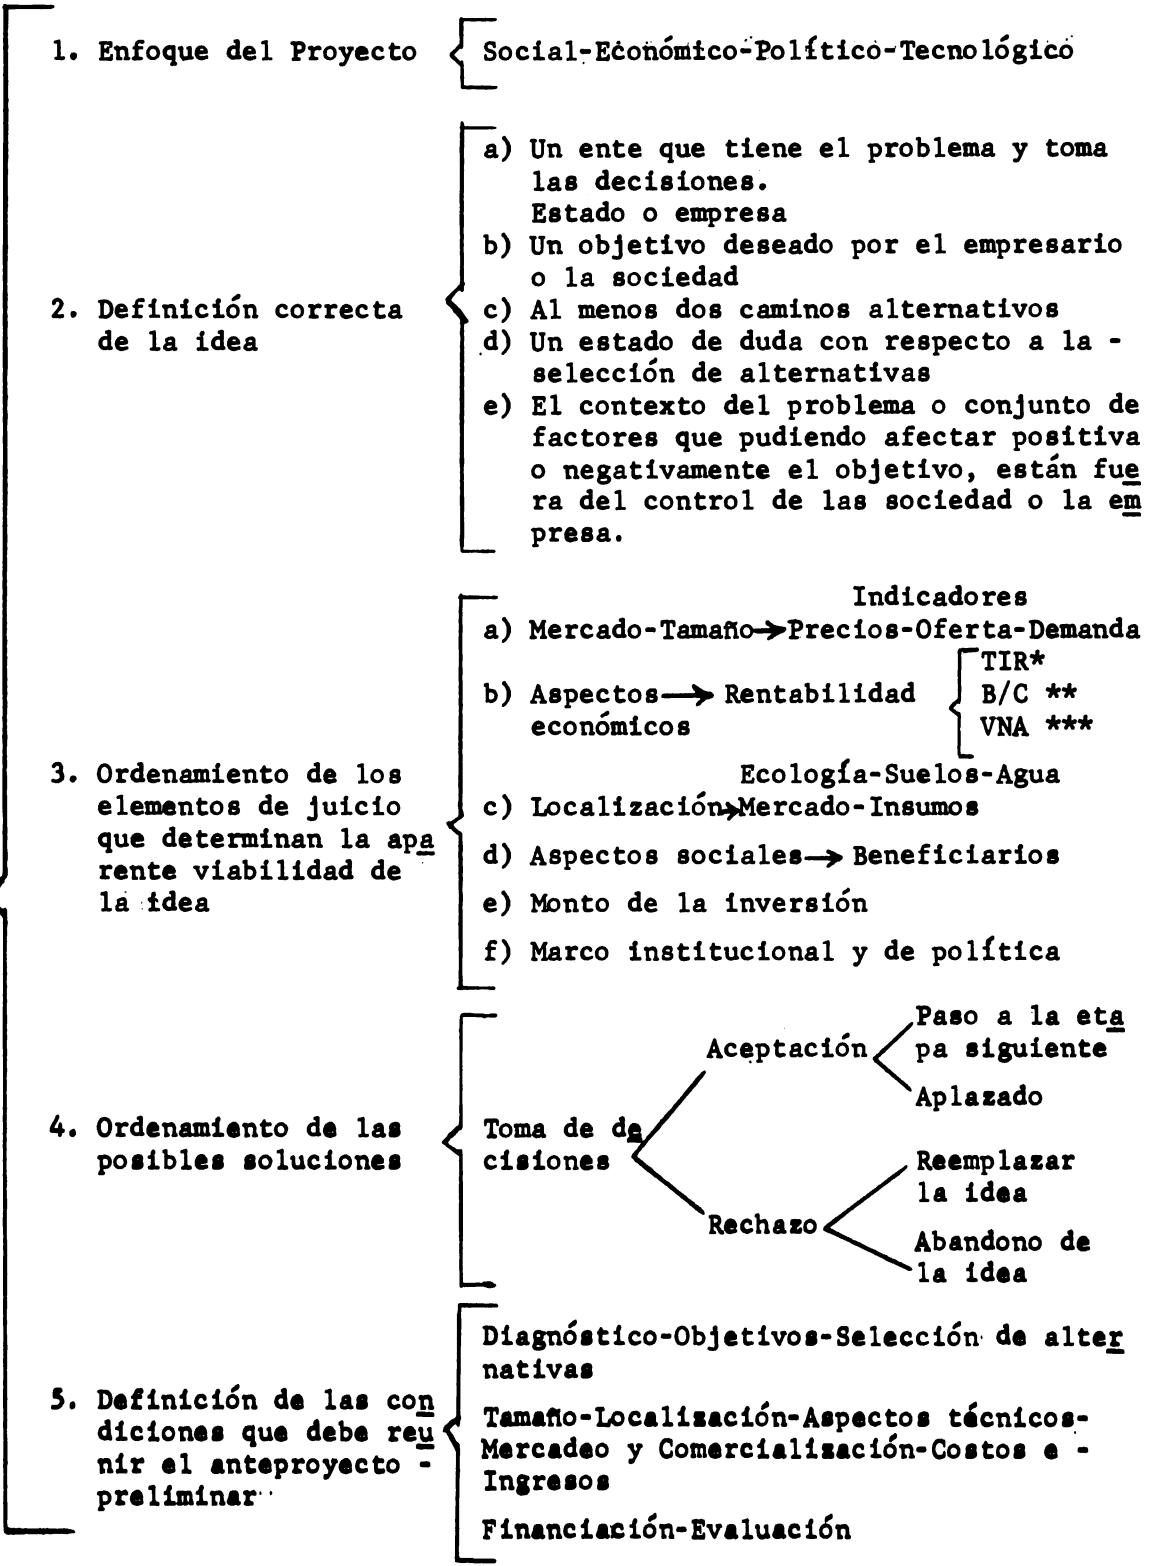 1. Enfoque del Proyecto
Social-Económico-Político-Tecnológico
2. Definición correcta
de la idea
a) Un ente que tiene el problema y toma
las decisiones.
Estado o empresa
b) Un objetivo deseado por el empresario
o la sociedad
c) Al menos dos caminos alternativos
d) Un estado de duda con respecto a la -
selección de alternativas
e) El contexto del problema o conjunto de
factores que pudiendo afectar positiva
o negativamente el objetivo, están fue
ra del control de las sociedad o la em
presa.
3. Ordenamiento de los
elementos de juicio
que determinan la apa
rente viabilidad de
la idea
Indicadores
a) Mercado-Tamaño→Precios-Oferta-Demanda
b) Aspectos→ Rentabilidad
económicos
TIR*
B/C **
VNA ***
Ecología-Suelos-Agua
c) Localización→Mercado-Insumos
d) Aspectos sociales→ Beneficiarios
e) Monto de la inversión
f) Marco institucional y de política
4. Ordenamiento de las
posibles soluciones
Toma de de
cisiones
Aceptación
Paso a la eta
pa siguiente
Aplazado
Rechazo
Reemplazar
la idea
Abandono de
la idea
5. Definición de las con
diciones que debe reu
nir el anteproyecto -
preliminar
Diagnóstico-Objetivos-Selección de alter
nativas
Tamaño-Localización-Aspectos técnicos-
Mercadeo y Comercialización-Costos e -
Ingresos
Financiación-Evaluación